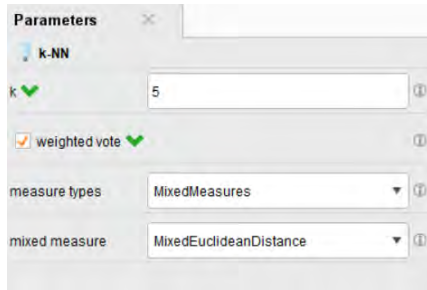 Parameters
k-NN
k 5
weighted vote
measure types MixedMeasures
mixed measure MixedEuclideanDistance